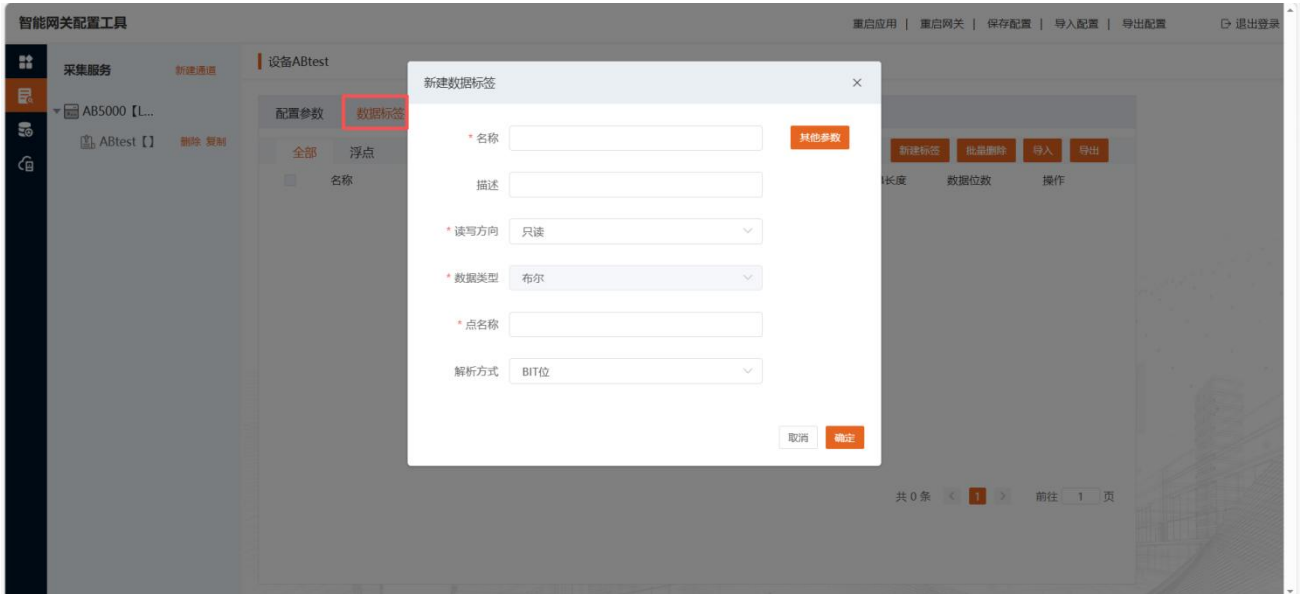 智能网关配置工具
重启应用 | 重启网关 | 保存配置 | 导入配置 | 导出配置 退出登录
采集服务 新建通道
AB5000【L...
ABtest【】 删除 复制
设备ABtest
配置参数 数据标签
全部 浮点
新建标签 批量删除 导入 导出
名称 长度 数据位数 操作
新建数据标签
* 名称 其他参数
描述
* 读写方向 只读
* 数据类型 布尔
* 点名称
解析方式 BIT位
取消 确定
共 0 条 1 前往 1 页